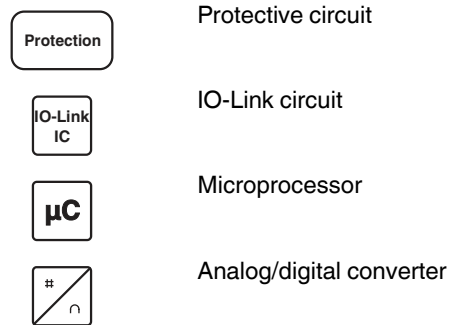 Protection
Protective circuit
IO-Link
IC
IO-Link circuit
µC
Microprocessor
# ∩
Analog/digital converter